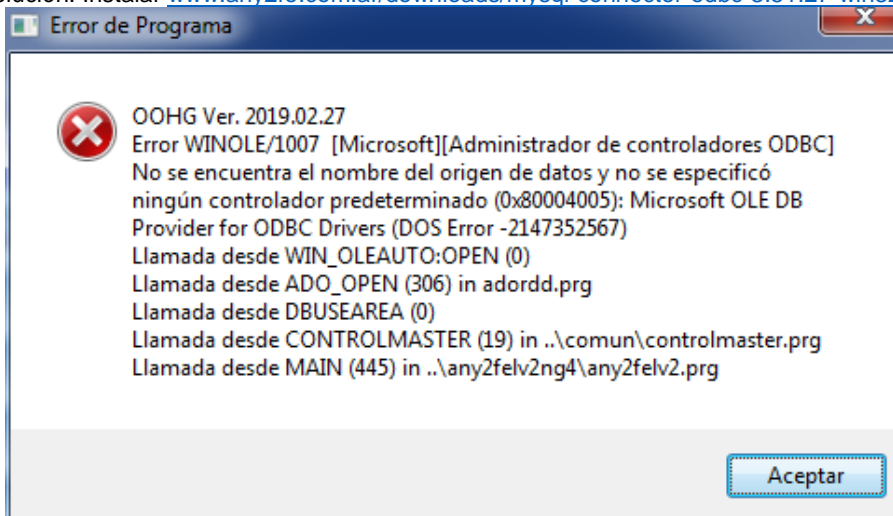 Instalar
Error de Programa
OOHG Ver. 2019.02.27
Error WINOLE/1007 [Microsoft][Administrador de controladores ODBC]
No se encuentra el nombre del origen de datos y no se especificó
ningún controlador predeterminado (0x80004005): Microsoft OLE DB
Provider for ODBC Drivers (DOS Error -2147352567)
Llamada desde WIN_OLEAUTO:OPEN (0)
Llamada desde ADO_OPEN (306) in adordd.prg
Llamada desde DBUSEAREA (0)
Llamada desde CONTROLMASTER (19) in ..\comun\controlmaster.prg
Llamada desde MAIN (445) in ..\any2felv2ng4\any2felv2.prg
Aceptar